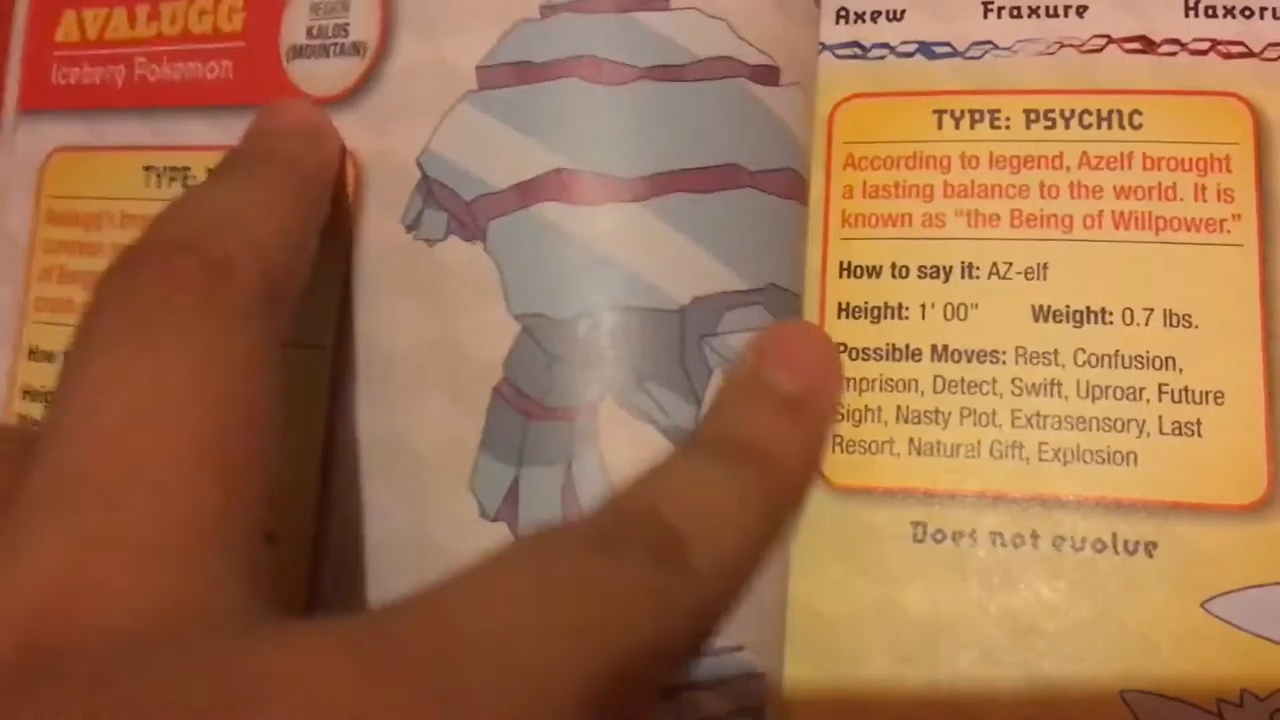 AVALUGG
Iceberg Pokémon
REGION
KALOS
(MOUNTAIN)
TYPE:
How
Axew Fraxure
TYPE: PSYCHIC
According to legend, Azelf brought
a lasting balance to the world. It is
known as "the Being of Willpower."
How to say it: AZ-elf
Height: 1' 00" Weight: 0.7 lbs.
Possible Moves: Rest, Confusion,
mprison, Detect, Swift, Uproar, Future
Sight, Nasty Plot, Extrasensory, Last
Resort, Natural Gift, Explosion
Does not evolve